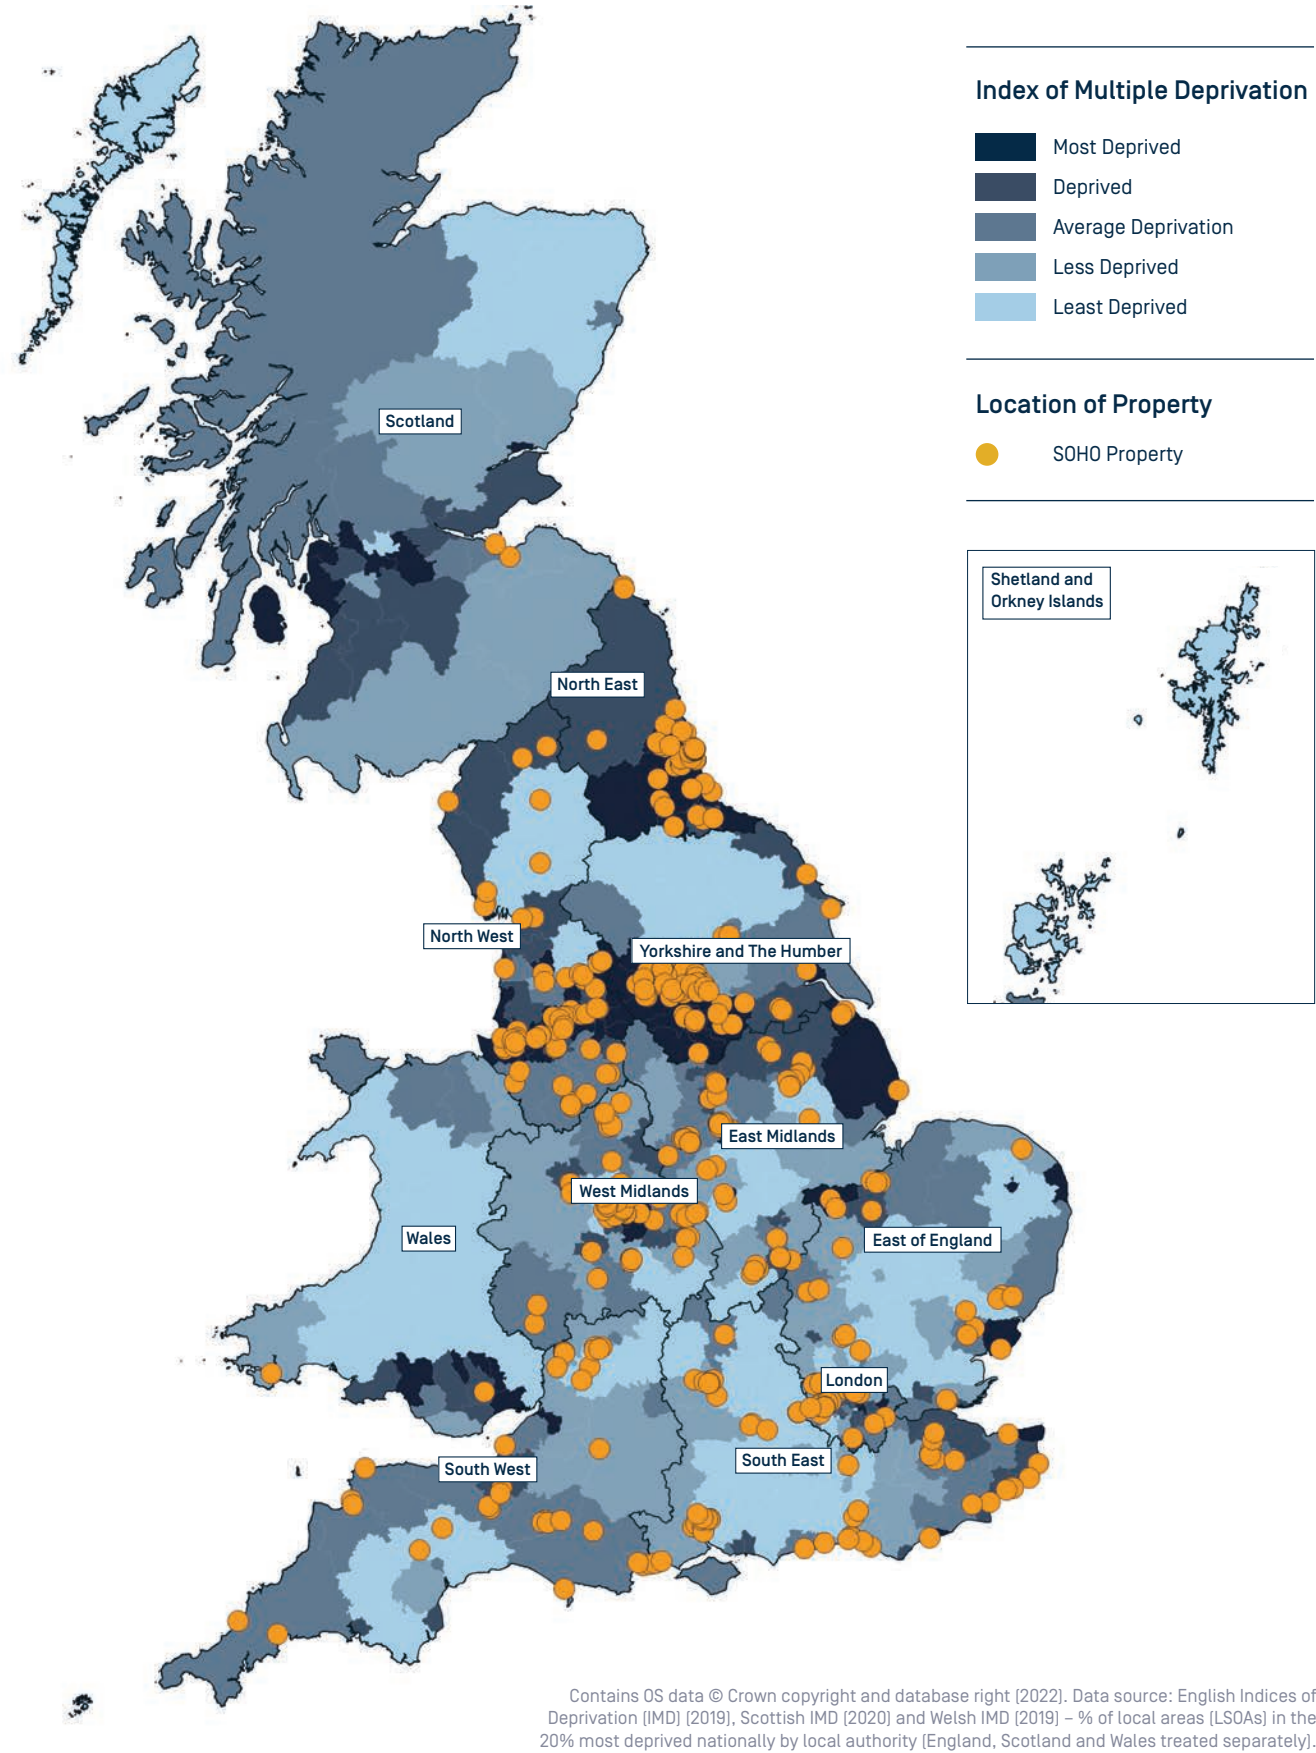 Index of Multiple Deprivation
Most Deprived
Deprived
Average Deprivation
Less Deprived
Least Deprived
Location of Property
SOHO Property
Shetland and
Orkney Islands
Scotland
North East
North West
Yorkshire and The Humber
East Midlands
West Midlands
Wales
East of England
London
South East
South West
Contains OS data © Crown copyright and database right [2022]. Data source: English Indices of
Deprivation [IMD] [2019], Scottish IMD [2020] and Welsh IMD [2019] – % of local areas [LSOAs] in the
20% most deprived nationally by local authority [England, Scotland and Wales treated separately].